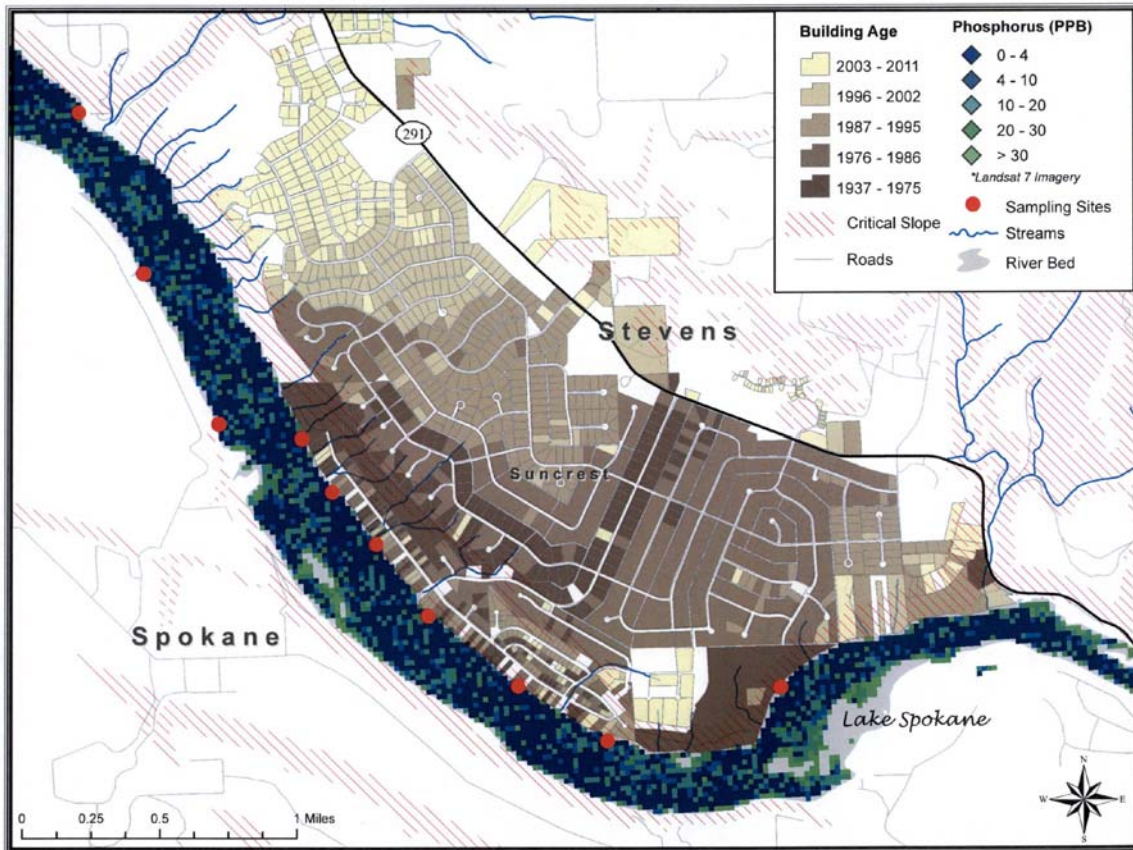 Building Age
2003 - 2011
1996 - 2002
1987 - 1995
1976 - 1986
1937 - 1975
Critical Slope
Roads
Phosphorus (PPB)
0 - 4
4 - 10
10 - 20
20 - 30
> 30
*Landsat 7 Imagery
Sampling Sites
Streams
River Bed
291
Stevens
Suncrest
Spokane
Lake Spokane
N
W E
S
0 0.25 0.5 1 Miles